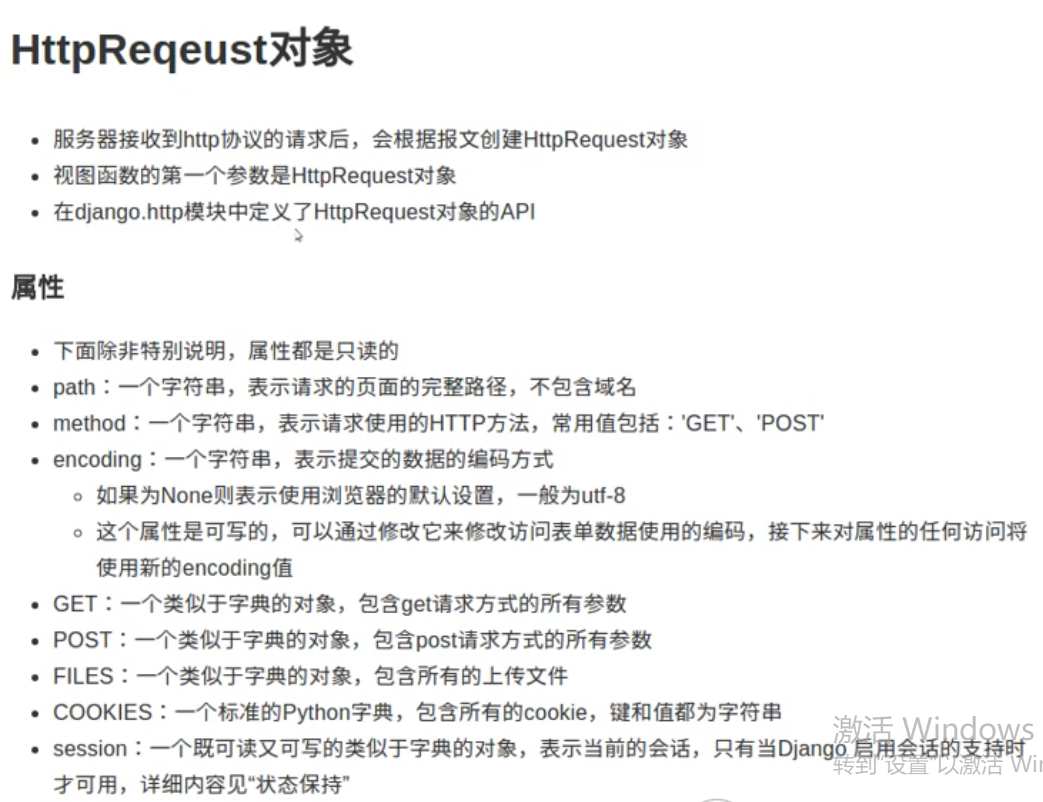 HttpReqeust对象
服务器接收到http协议的请求后，会根据报文创建HttpRequest对象
视图函数的第一个参数是HttpRequest对象
在django.http模块中定义了HttpRequest对象的API
属性
下面除非特别说明，属性都是只读的
path：一个字符串，表示请求的页面的完整路径，不包含域名
method：一个字符串，表示请求使用的HTTP方法，常用值包括：'GET'、'POST'
encoding：一个字符串，表示提交的数据的编码方式
如果为None则表示使用浏览器的默认设置，一般为utf-8
这个属性是可写的，可以通过修改它来修改访问表单数据使用的编码，接下来对属性的任何访问将
使用新的encoding值
GET：一个类似于字典的对象，包含get请求方式的所有参数
POST：一个类似于字典的对象，包含post请求方式的所有参数
FILES：一个类似于字典的对象，包含所有的上传文件
COOKIES：一个标准的Python字典，包含所有的cookie，键和值都为字符串
session：一个既可读又可写的类似于字典的对象，表示当前的会话，只有当Django 启用会话的支持时
才可用，详细内容见“状态保持”
激活 Windows
转到"设置"以激活 Wi